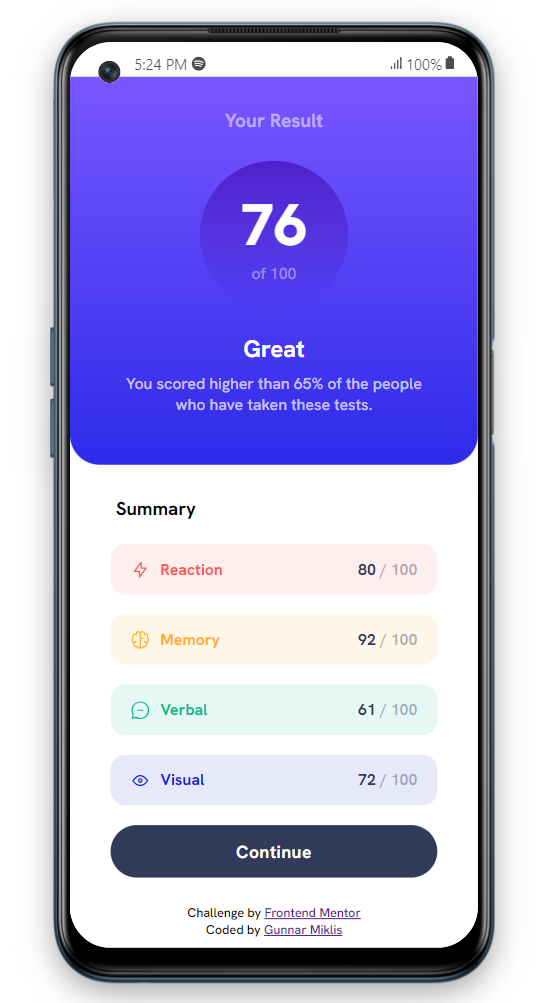 5:24 PM 100%
Your Result
76
of 100
Great
You scored higher than 65% of the people
who have taken these tests.
Summary
Reaction 80 / 100
Memory 92 / 100
Verbal 61 / 100
Visual 72 / 100
Continue
Challenge by Frontend Mentor
Coded by Gunnar Miklis